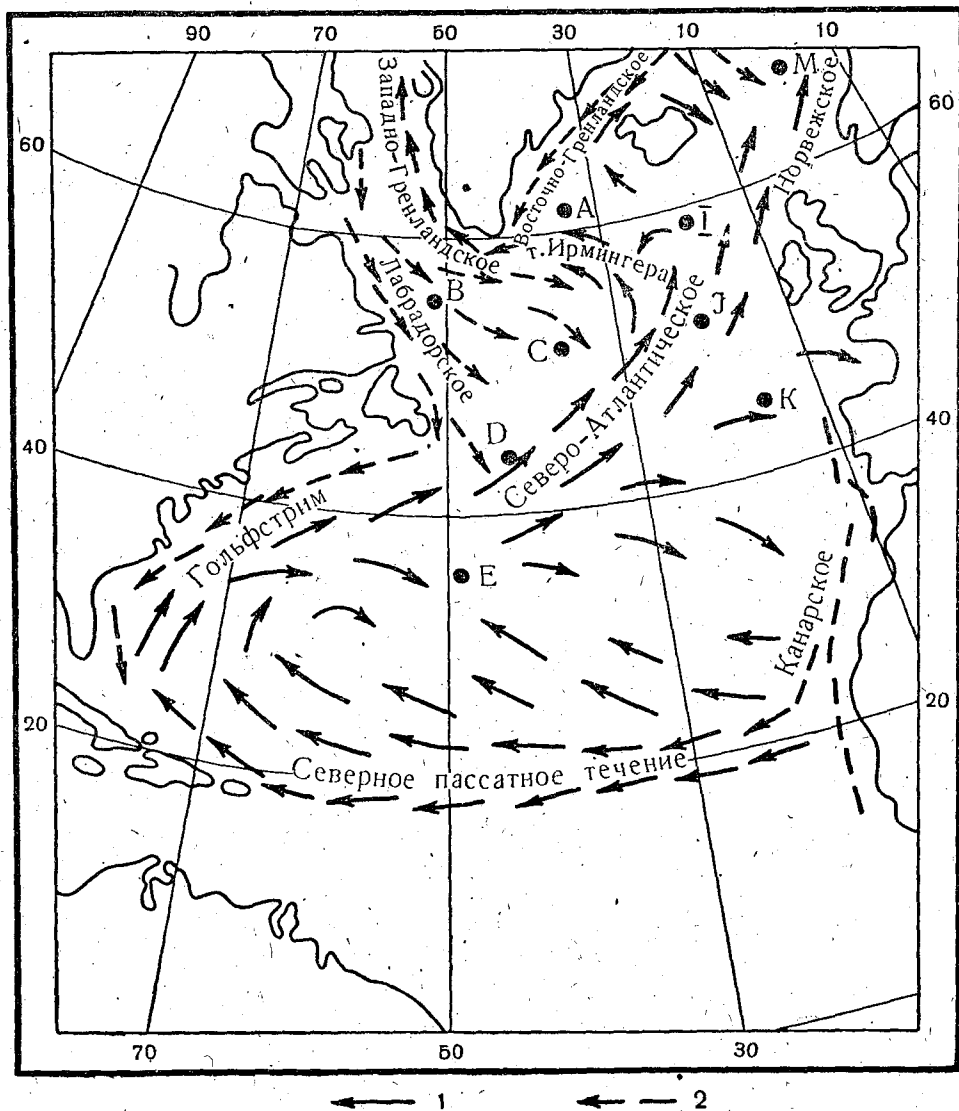 90 70 50 30 10 10
М
60
60
Западно-Гренландское
Восточно-Гренландское
Норвежское
А
I
т. Ирмингера
Лабрадорское
В
J
С
К
Северо-Атлантическое
D
40
40
Гольфстрим
Е
Канарское
20
20
Северное пассатное течение
70 50 30
1 2